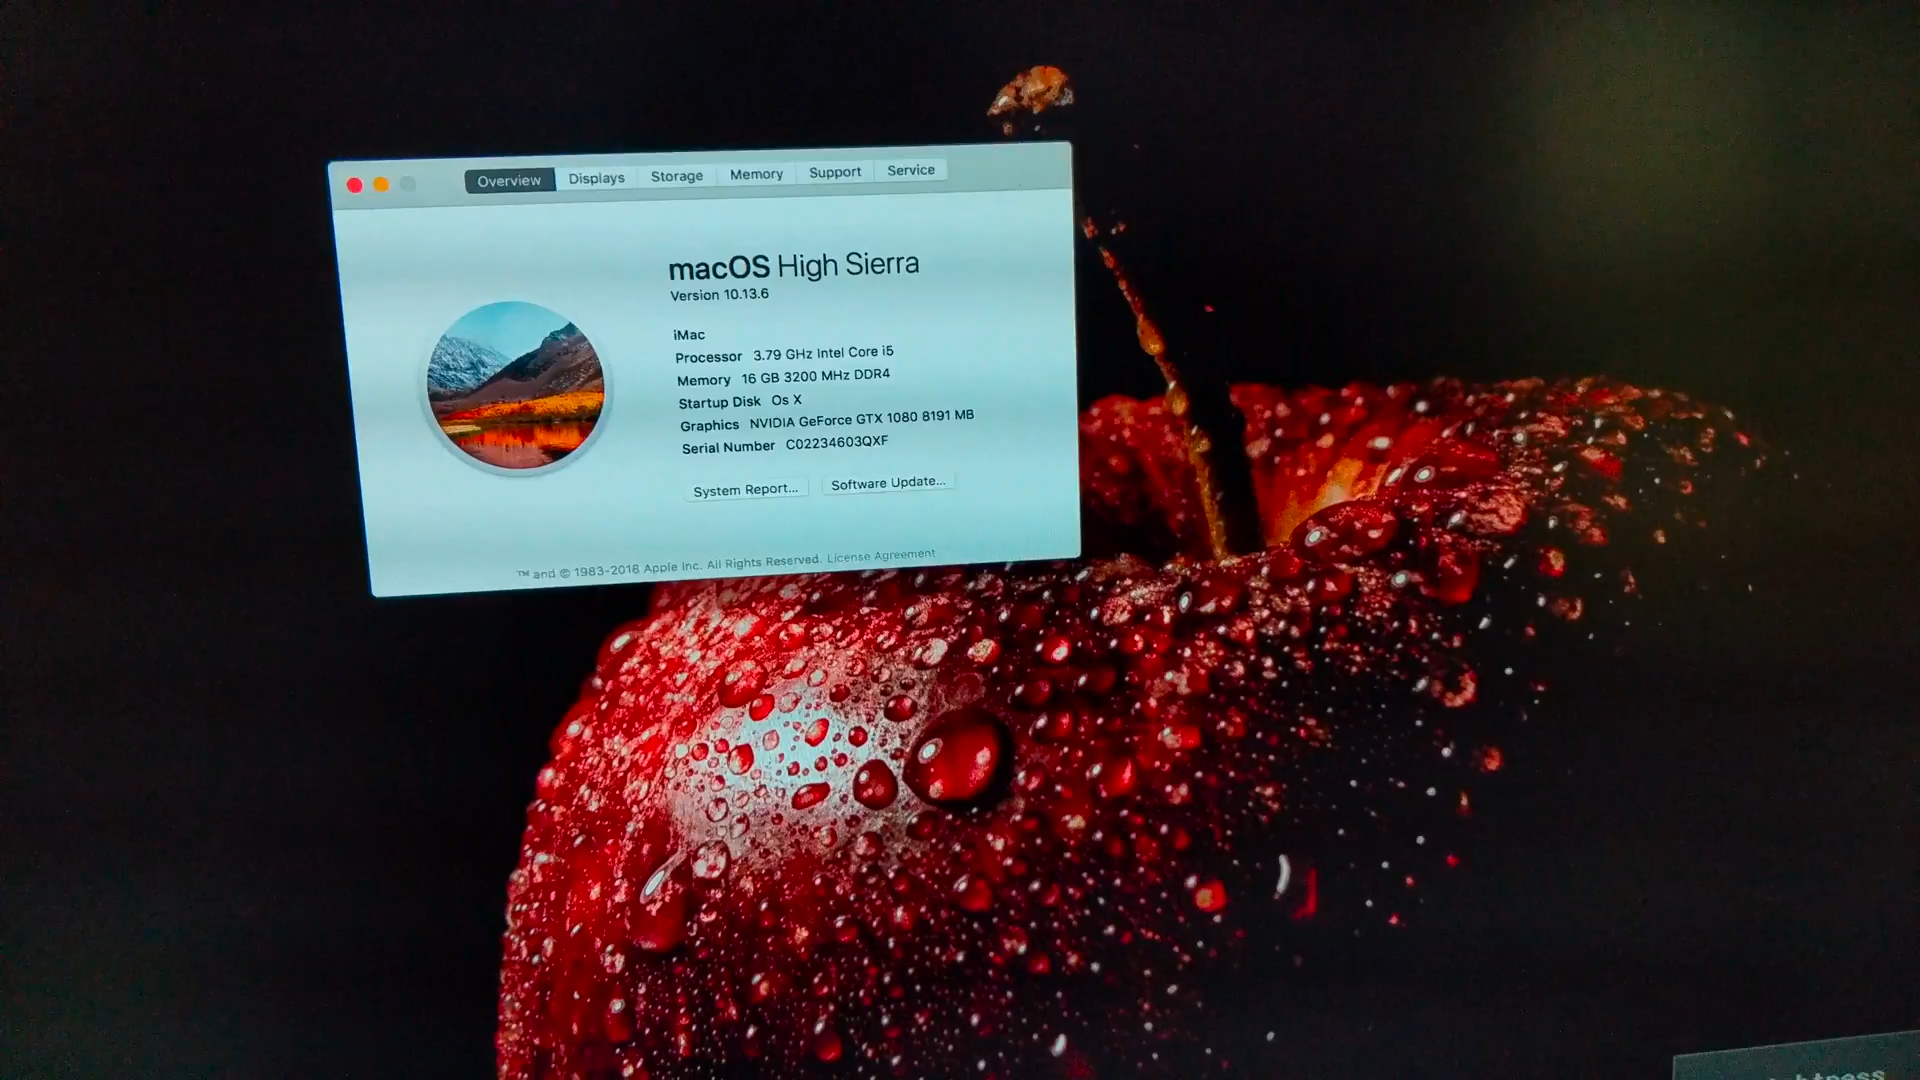 Overview Displays Storage Memory Support Service
macOS High Sierra
Version 10.13.6
iMac
Processor 3.79 GHz Intel Core i5
Memory 16 GB 3200 MHz DDR4
Startup Disk Os X
Graphics NVIDIA GeForce GTX 1080 8191 MB
Serial Number C02234603QXF
System Report... Software Update...
™ and © 1983-2018 Apple Inc. All Rights Reserved. License Agreement